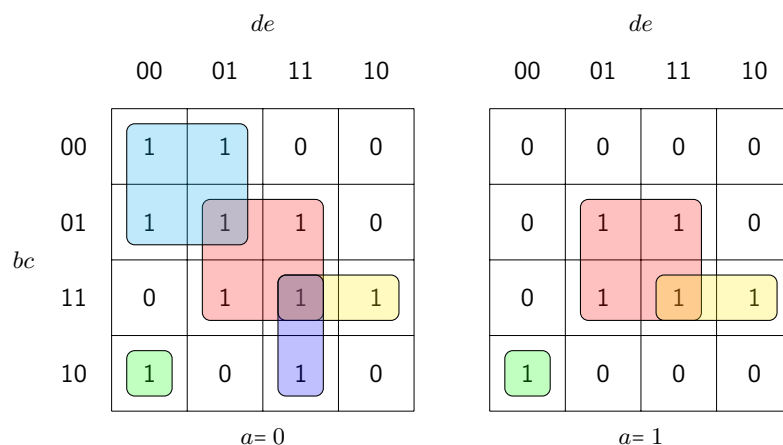 de de
00 01 11 10 00 01 11 10
00 1 1 0 0 0 0 0 0
01 1 1 1 0 0 1 1 0
bc
11 0 1 1 1 0 1 1 1
10 1 0 1 0 1 0 0 0
a= 0 a= 1